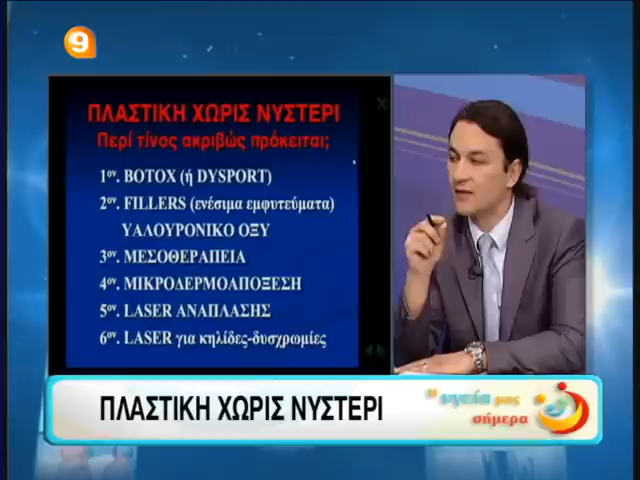 9
ΠΛΑΣΤΙΚΗ ΧΩΡΙΣ ΝΥΣΤΕΡΙ
Περί τίνος ακριβώς πρόκειται;
1ον. BOTOX (ή DYSPORT)
2ον. FILLERS (ενέσιμα εμφυτεύματα)
ΥΑΛΟΥΡΟΝΙΚΟ ΟΞΥ
3ον. ΜΕΣΟΘΕΡΑΠΕΙΑ
4ον. ΜΙΚΡΟΔΕΡΜΟΑΠΟΞΕΣΗ
5ον. LASER ΑΝΑΠΛΑΣΗΣ
6ον. LASER για κηλίδες-δυσχρωμίες
ΠΛΑΣΤΙΚΗ ΧΩΡΙΣ ΝΥΣΤΕΡΙ
Η υγεία μας
σήμερα